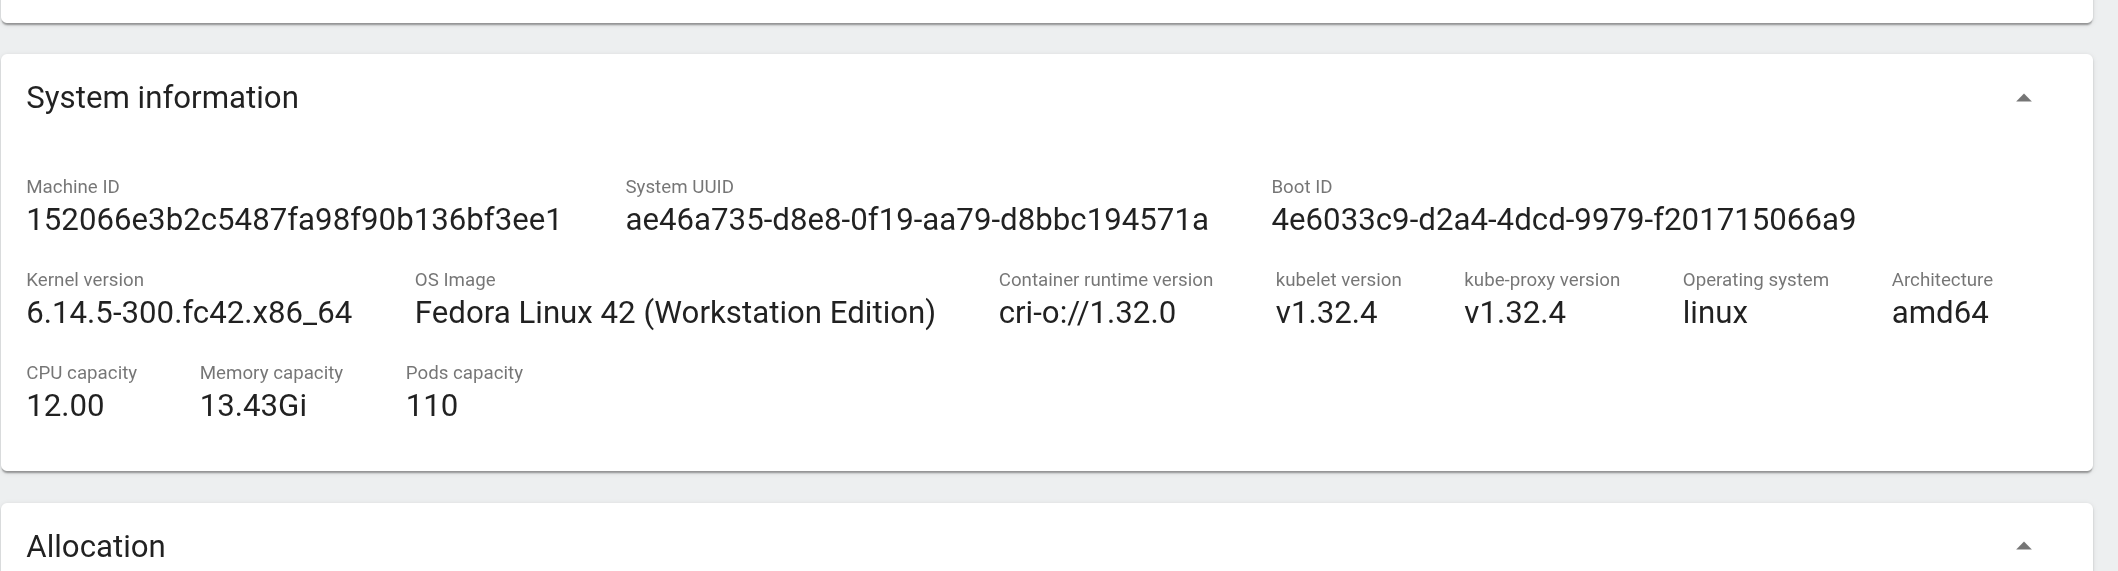 System information
Machine ID System UUID Boot ID
152066e3b2c5487fa98f90b136bf3ee1 ae46a735-d8e8-0f19-aa79-d8bbc194571a 4e6033c9-d2a4-4dcd-9979-f201715066a9
Kernel version OS Image Container runtime version kubelet version kube-proxy version Operating system Architecture
6.14.5-300.fc42.x86_64 Fedora Linux 42 (Workstation Edition) cri-o://1.32.0 v1.32.4 v1.32.4 linux amd64
CPU capacity Memory capacity Pods capacity
12.00 13.43Gi 110
Allocation